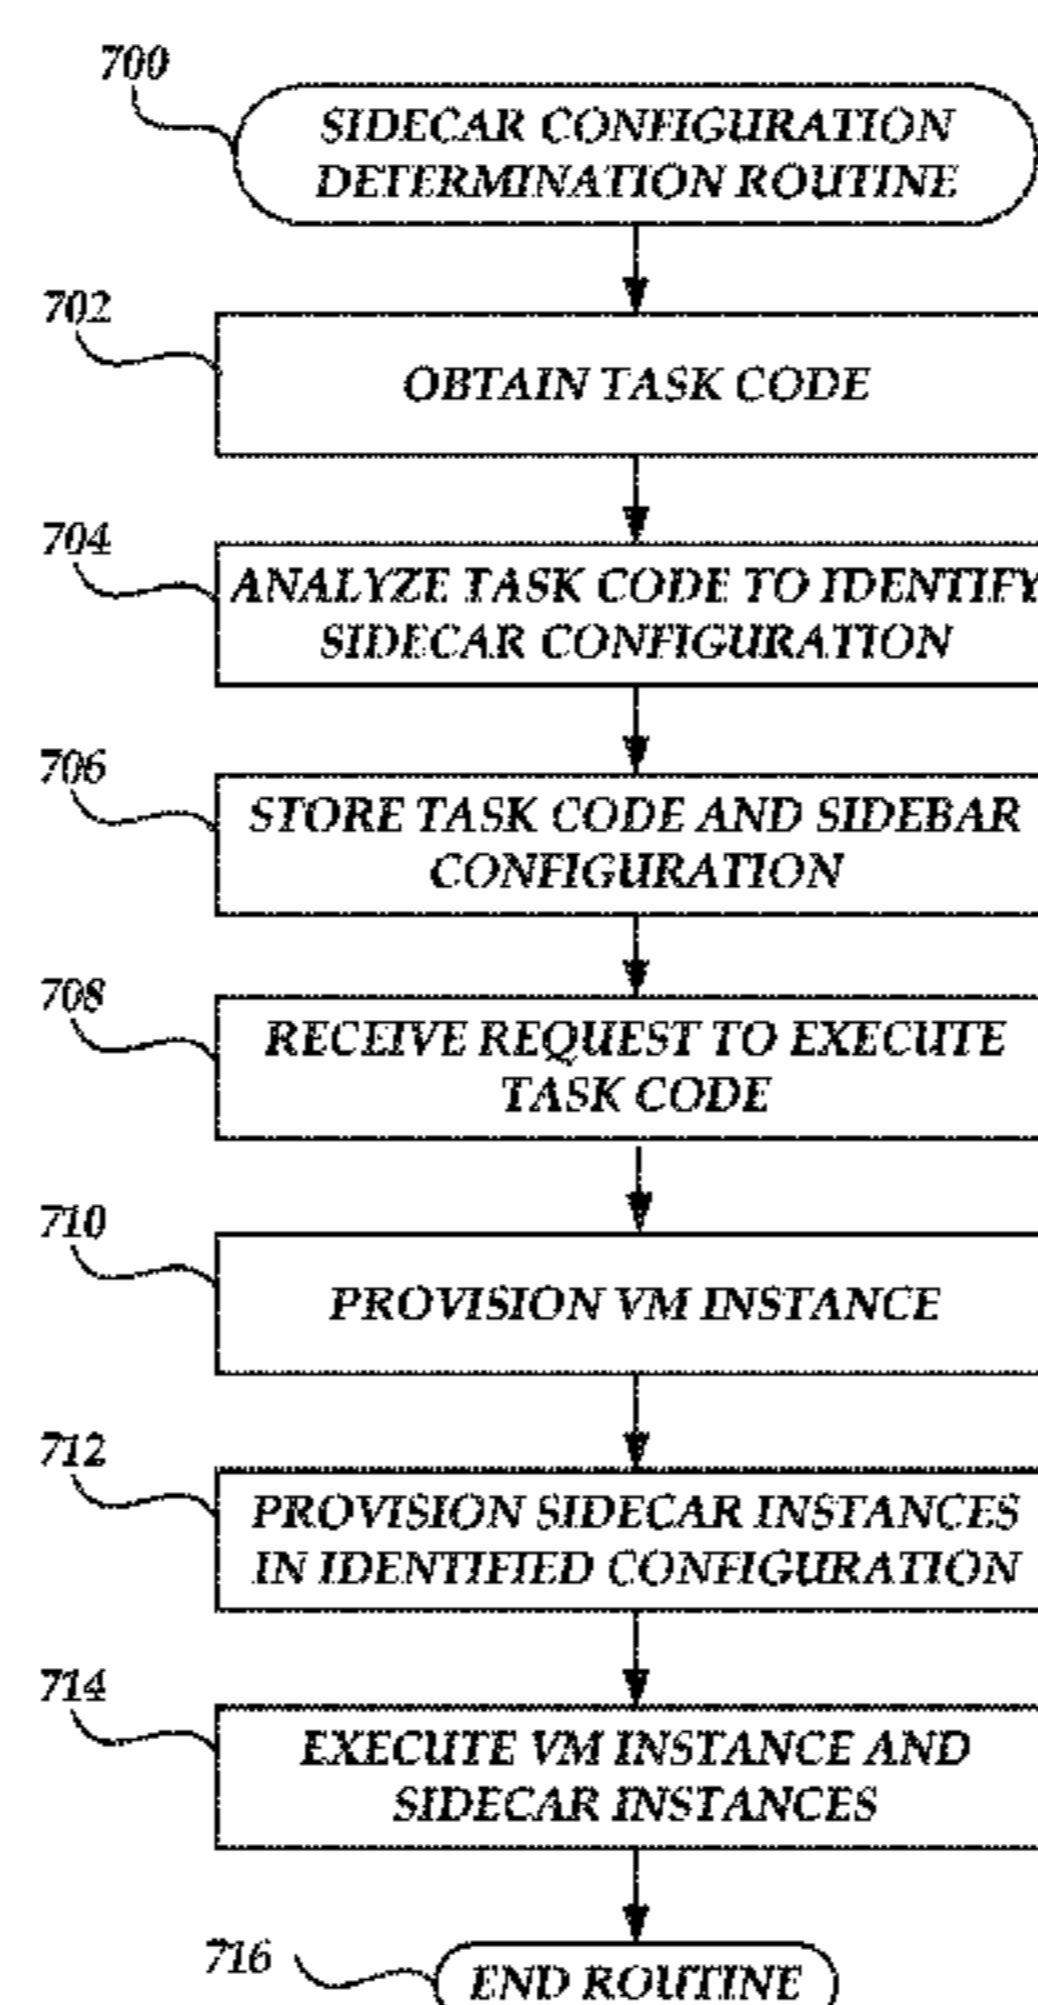 700
SIDECAR CONFIGURATION
DETERMINATION ROUTINE
702
OBTAIN TASK CODE
704
ANALYZE TASK CODE TO IDENTIFY
SIDECAR CONFIGURATION
706
STORE TASK CODE AND SIDEBAR
CONFIGURATION
708
RECEIVE REQUEST TO EXECUTE
TASK CODE
710
PROVISION VM INSTANCE
712
PROVISION SIDECAR INSTANCES
IN IDENTIFIED CONFIGURATION
714
EXECUTE VM INSTANCE AND
SIDECAR INSTANCES
716
END ROUTINE